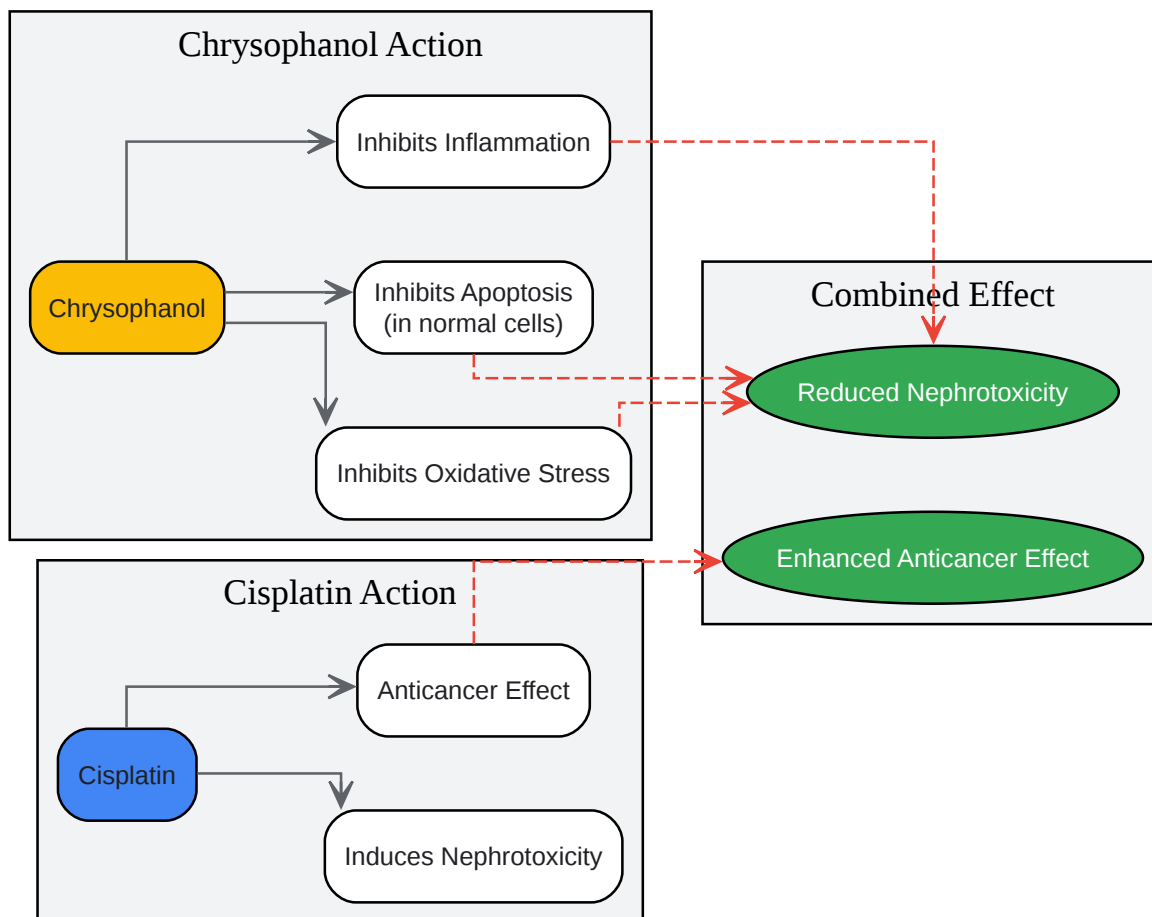 Chrysophanol Action
Inhibits Inflammation
Chrysophanol
Inhibits Apoptosis
(in normal cells)
Inhibits Oxidative Stress
Combined Effect
Reduced Nephrotoxicity
Enhanced Anticancer Effect
Cisplatin Action
Anticancer Effect
Cisplatin
Induces Nephrotoxicity